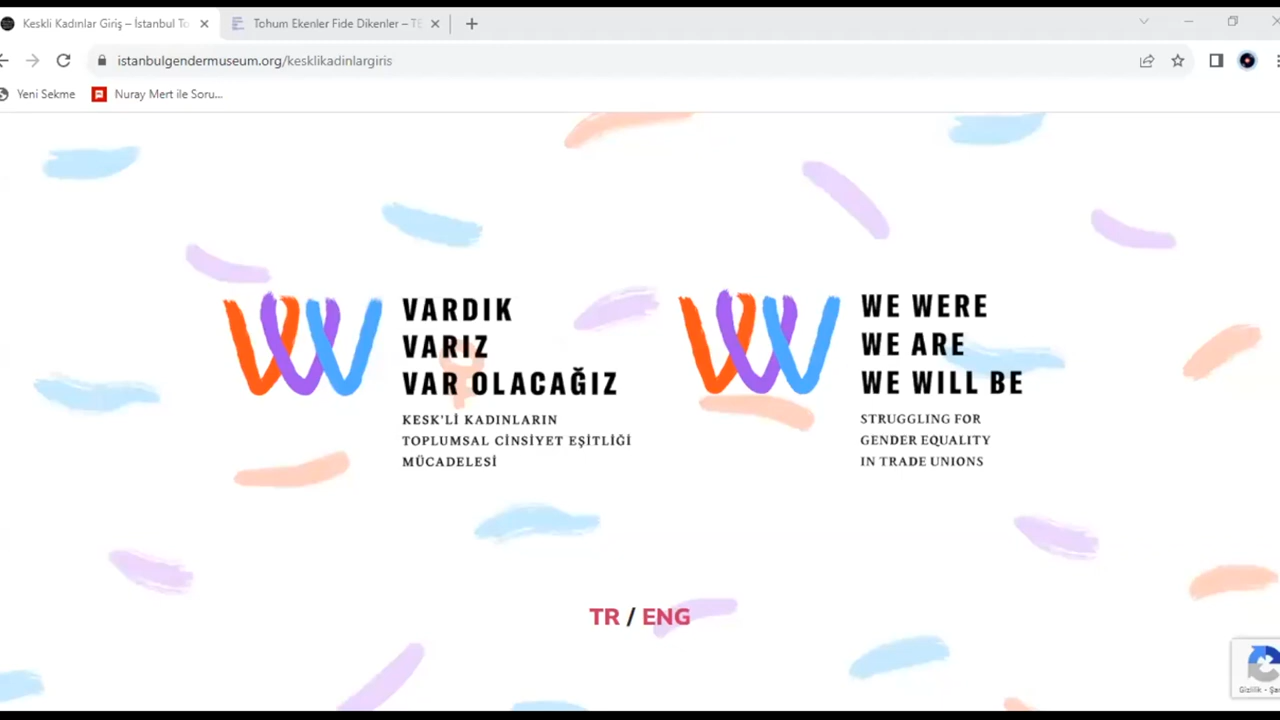 Keskli Kadınlar Giriş – İstanbul To
Tohum Ekenler Fide Dikenler – TE
istanbulgendermuseum.org/kesklikadinlargiris
Yeni Sekme
Nuray Mert ile Soru...
VARDIK
VARIZ
VAR OLACAĞIZ
KESK'Lİ KADINLARIN
TOPLUMSAL CİNSİYET EŞİTLİĞİ
MÜCADELESİ
WE WERE
WE ARE
WE WILL BE
STRUGGLING FOR
GENDER EQUALITY
IN TRADE UNIONS
TR / ENG
Gizlilik - Şar